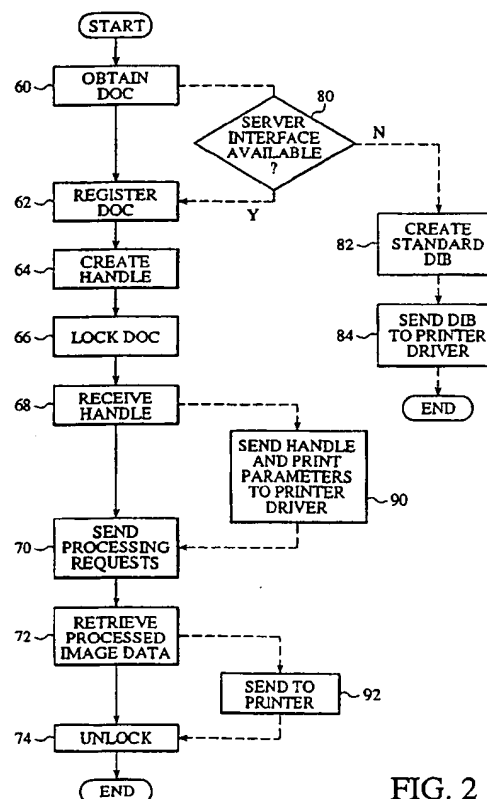 START
60
OBTAIN
DOC
80
SERVER
INTERFACE
AVAILABLE
?
N
Y
62
REGISTER
DOC
82
CREATE
STANDARD
DIB
64
CREATE
HANDLE
84
SEND DIB
TO PRINTER
DRIVER
66
LOCK DOC
END
68
RECEIVE
HANDLE
SEND HANDLE
AND PRINT
PARAMETERS
TO PRINTER
DRIVER
90
70
SEND
PROCESSING
REQUESTS
72
RETRIEVE
PROCESSED
IMAGE DATA
SEND TO
PRINTER
92
74
UNLOCK
END
FIG. 2